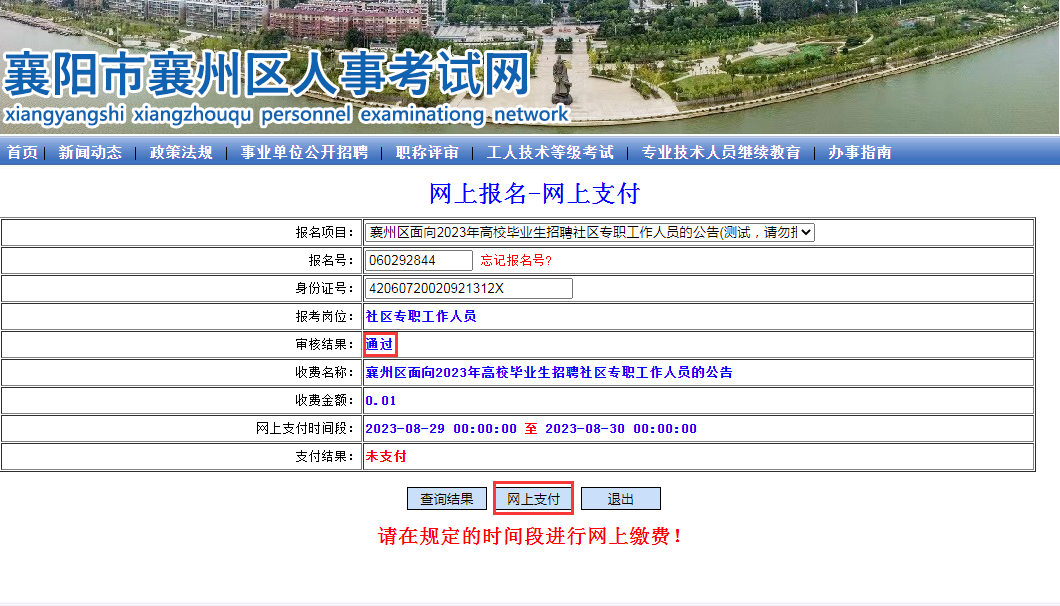 襄阳市襄州区人事考试网
xiangyangshi xiangzhouqu personnel examinationg network
首页 | 新闻动态 | 政策法规 | 事业单位公开招聘 | 职称评审 | 工人技术等级考试 | 专业技术人员继续教育 | 办事指南
网上报名-网上支付
报名项目： 襄州区面向2023年高校毕业生招聘社区专职工作人员的公告(测试，请勿报
报名号： 060292844 忘记报名号?
身份证号： 42060720020921312X
报考岗位： 社区专职工作人员
审核结果： 通过
收费名称： 襄州区面向2023年高校毕业生招聘社区专职工作人员的公告
收费金额： 0.01
网上支付时间段： 2023-08-29 00:00:00 至 2023-08-30 00:00:00
支付结果： 未支付
查询结果 网上支付 退出
请在规定的时间段进行网上缴费！